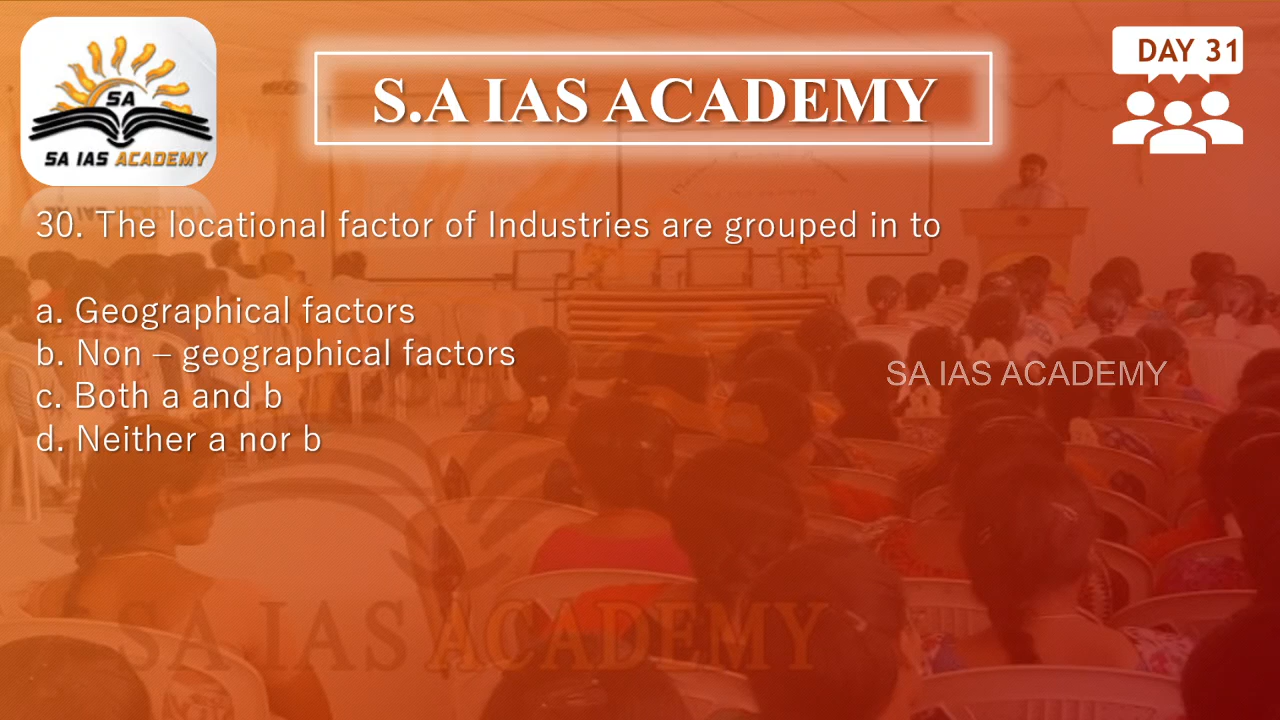 SA
SA IAS ACADEMY
S.A IAS ACADEMY
DAY 31
30. The locational factor of Industries are grouped in to
a. Geographical factors
b. Non – geographical factors
c. Both a and b
d. Neither a nor b
SA IAS ACADEMY
SA IAS ACADEMY